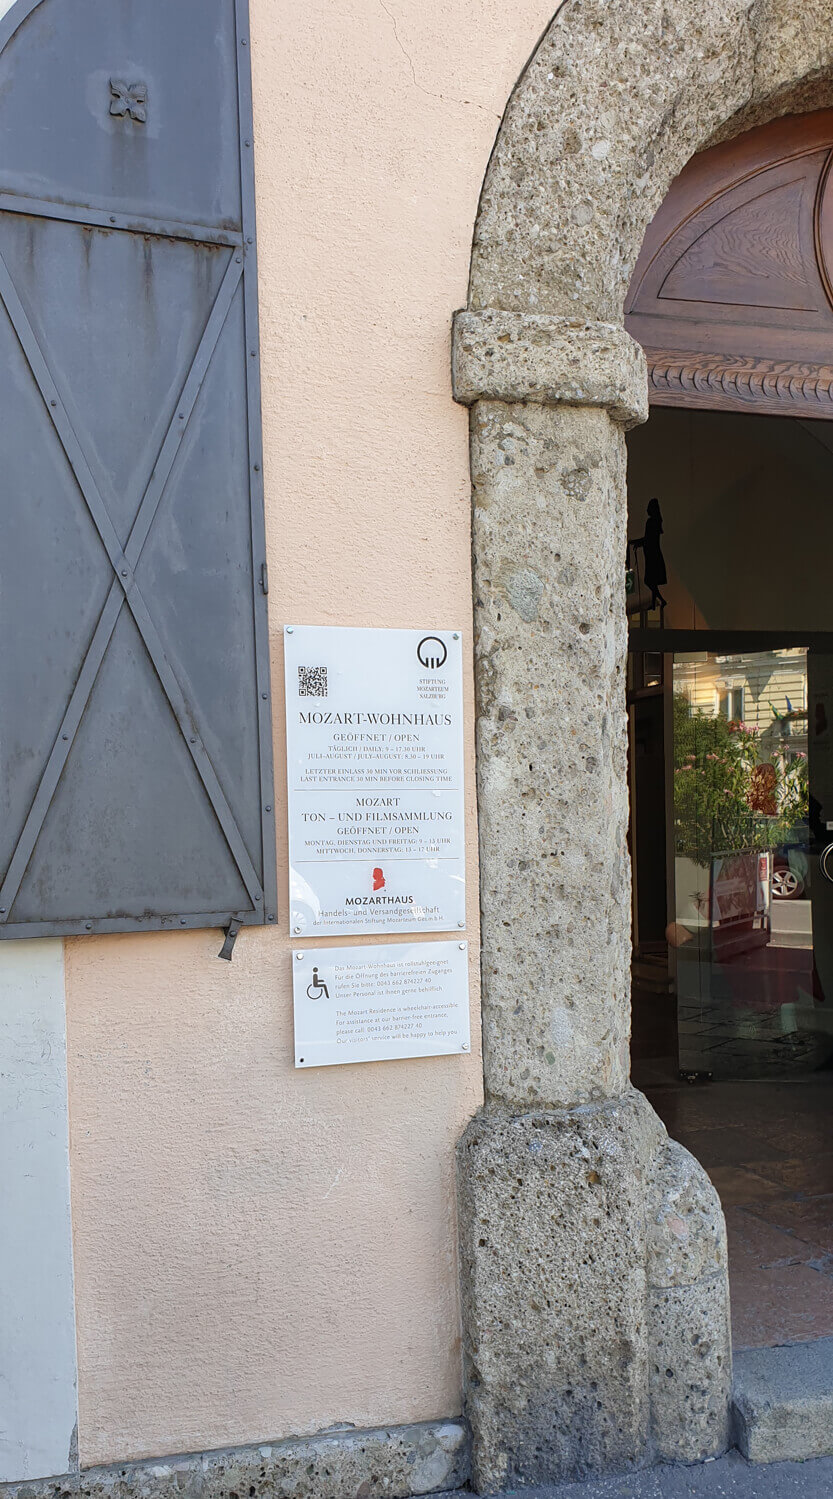 STIFTUNG
MOZARTEUM
SALZBURG
MOZART-WOHNHAUS
GEÖFFNET / OPEN
TÄGLICH / DAILY: 9 – 17.30 UHR
JULI-AUGUST / JULY-AUGUST: 8.30 – 19 UHR
LETZTER EINLASS 30 MIN VOR SCHLIESSUNG
LAST ENTRANCE 30 MIN BEFORE CLOSING TIME
MOZART
TON – UND FILMSAMMLUNG
GEÖFFNET / OPEN
MONTAG, DIENSTAG UND FREITAG: 9 – 13 UHR
MITTWOCH, DONNERSTAG: 13 – 17 UHR
MOZARTHAUS
Handels- und Versandgesellschaft
der Internationalen Stiftung Mozarteum Ges.m.b.H.
Das Mozart Wohnhaus ist rollstuhlgeeignet.
Für die Öffnung des barrierefreien Zuganges
rufen Sie bitte: 0043 662 874227 40
Unser Personal ist Ihnen gerne behilflich.
The Mozart Residence is wheelchair-accessible.
For assistance at our barrier-free entrance,
please call: 0043 662 874227 40
Our visitors' service will be happy to help you.